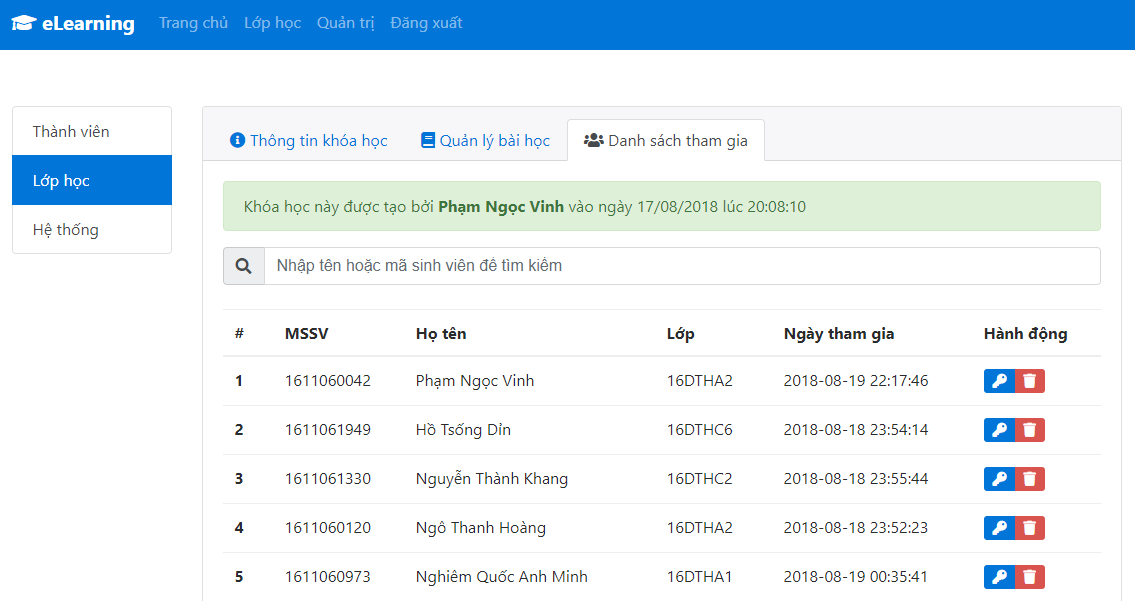 eLearning Trang chủ Lớp học Quản trị Đăng xuất
Thành viên
Lớp học
Hệ thống
Thông tin khóa học Quản lý bài học Danh sách tham gia
Khóa học này được tạo bởi Phạm Ngọc Vinh vào ngày 17/08/2018 lúc 20:08:10
Nhập tên hoặc mã sinh viên để tìm kiếm
# MSSV Họ tên Lớp Ngày tham gia Hành động
1 1611060042 Phạm Ngọc Vinh 16DTHA2 2018-08-19 22:17:46
2 1611061949 Hồ Tsống Dỉn 16DTHC6 2018-08-18 23:54:14
3 1611061330 Nguyễn Thành Khang 16DTHC2 2018-08-18 23:55:44
4 1611060120 Ngô Thanh Hoàng 16DTHA2 2018-08-18 23:52:23
5 1611060973 Nghiêm Quốc Anh Minh 16DTHA1 2018-08-19 00:35:41